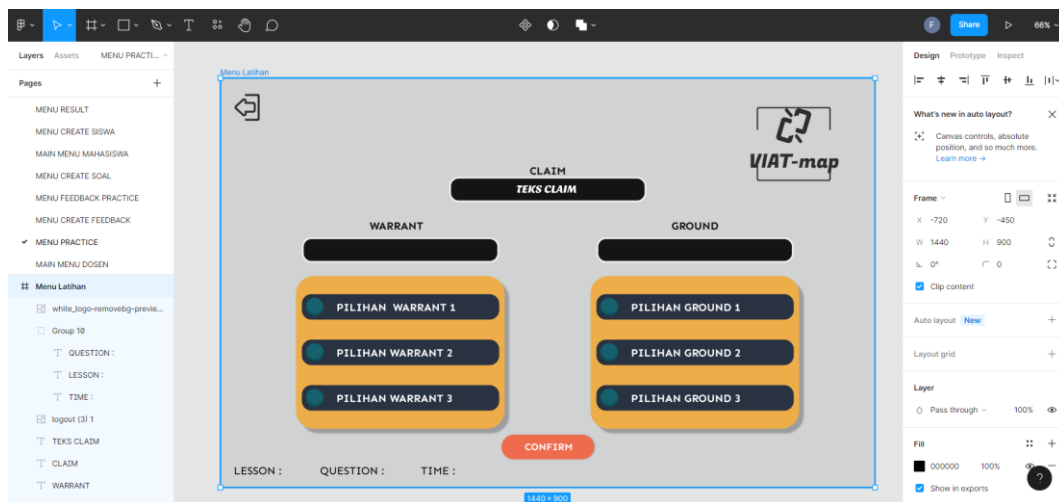 F
Share
66%
Layers
Assets
MENU PRACTI...
Pages
MENU RESULT
MENU CREATE SISWA
MAIN MENU MAHASISWA
MENU CREATE SOAL
MENU FEEDBACK PRACTICE
MENU CREATE FEEDBACK
MENU PRACTICE
MAIN MENU DOSEN
Menu Latihan
white_logo-removebg-previe...
Group 10
QUESTION :
LESSON :
TIME :
logout (3) 1
TEKS CLAIM
CLAIM
WARRANT
Menu Latihan
VIAT-map
CLAIM
TEKS CLAIM
WARRANT
GROUND
PILIHAN WARRANT 1
PILIHAN GROUND 1
PILIHAN WARRANT 2
PILIHAN GROUND 2
PILIHAN WARRANT 3
PILIHAN GROUND 3
CONFIRM
LESSON : QUESTION : TIME :
1440 × 900
Design Prototype Inspect
What's new in auto layout?
Canvas controls, absolute
position, and so much more.
Learn more →
Frame
X -720 Y -450
W 1440 H 900
0° 0
Clip content
Auto layout New
Layout grid
Layer
Pass through 100%
Fill
000000 100%
Show in exports
?